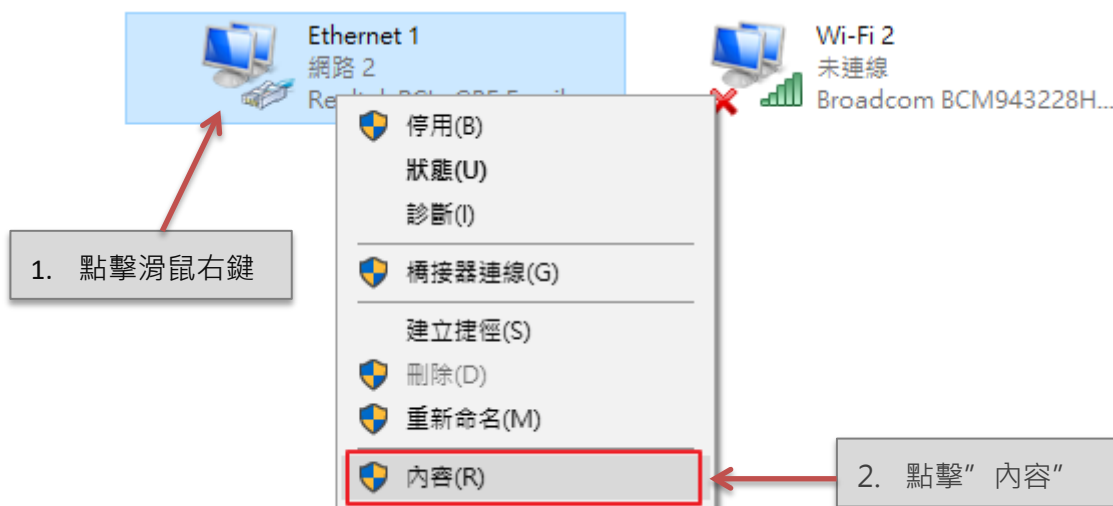 Ethernet 1
網路 2
Wi-Fi 2
未連線
Broadcom BCM943228H...
停用(B)
狀態(U)
診斷(I)
橋接器連線(G)
建立捷徑(S)
刪除(D)
重新命名(M)
內容(R)
1. 點擊滑鼠右鍵
2. 點擊” 內容”